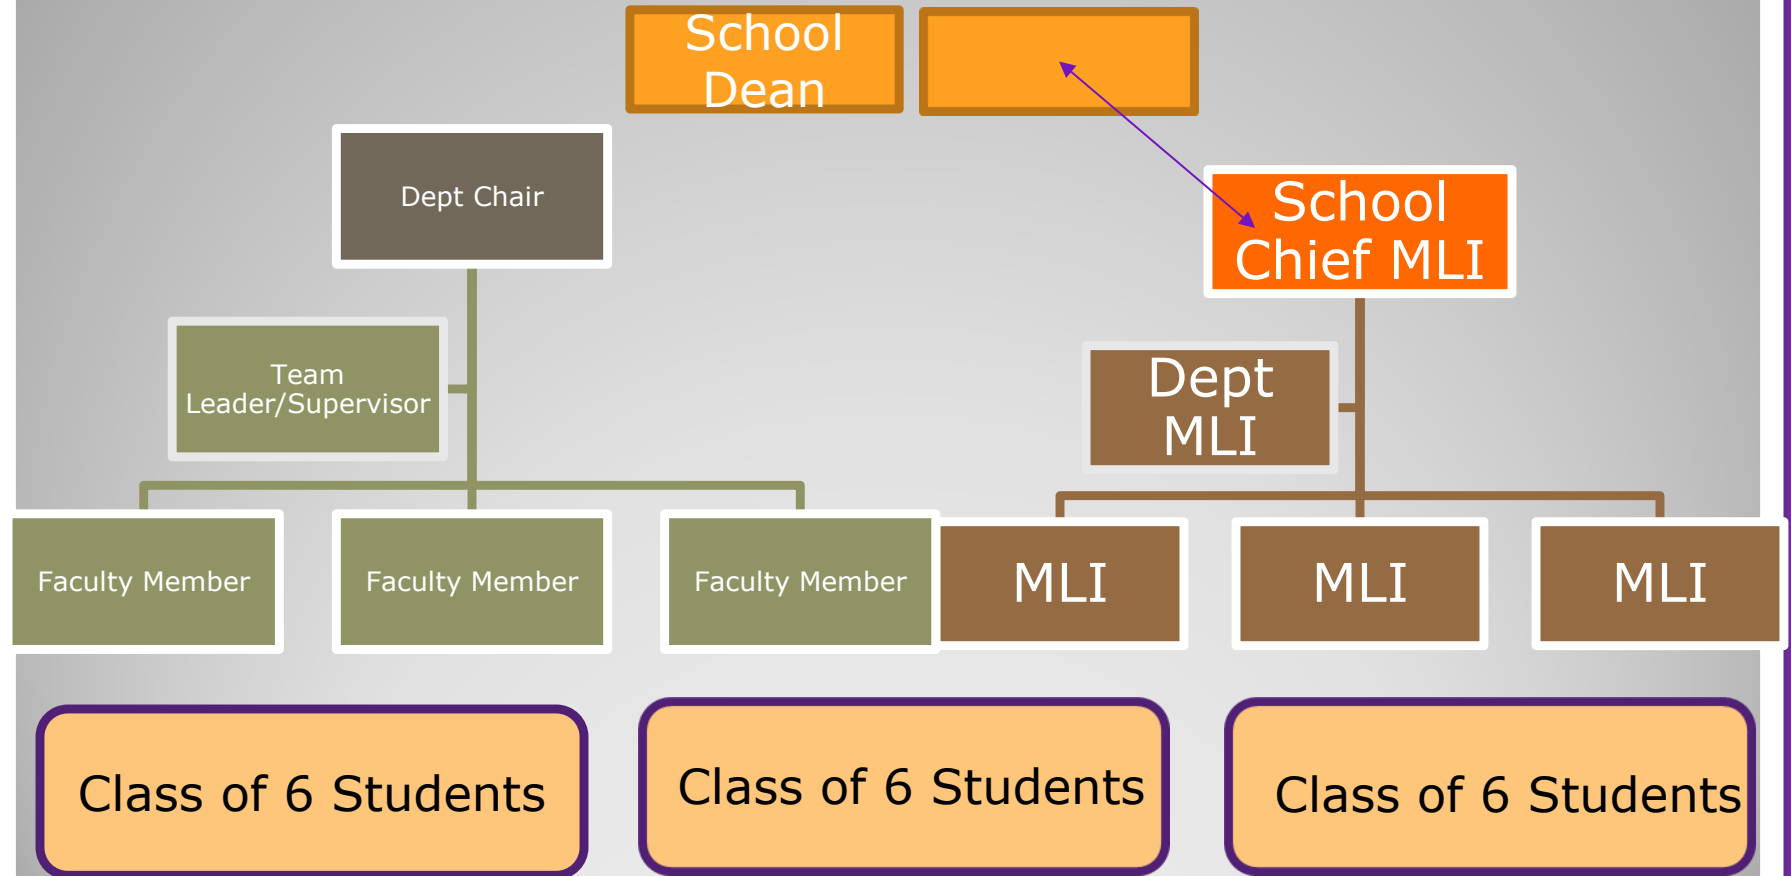 School
Dean
Dept Chair
School
Chief MLI
Team
Leader/Supervisor
Dept
MLI
Faculty Member
Faculty Member
Faculty Member
MLI
MLI
MLI
Class of 6 Students
Class of 6 Students
Class of 6 Students